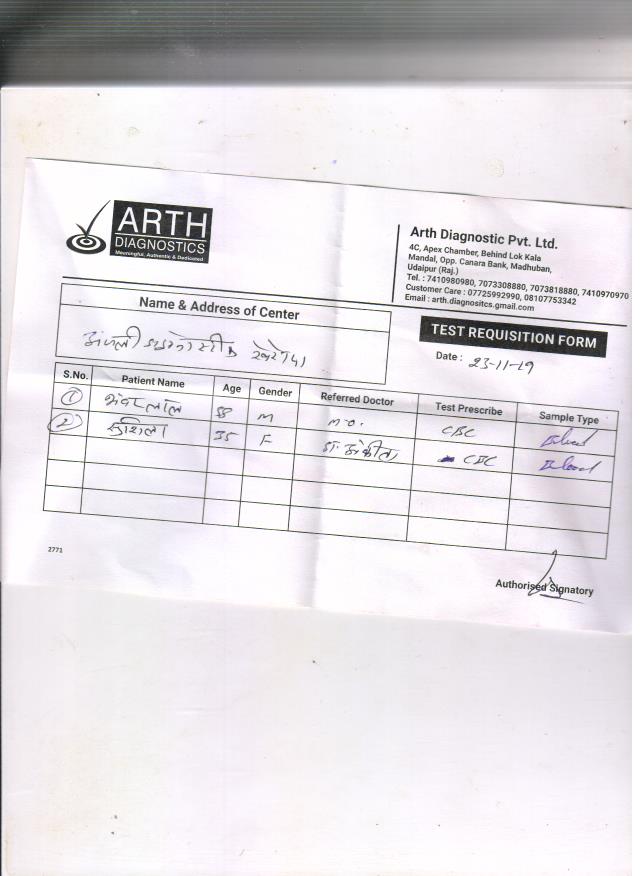 ARTH
DIAGNOSTICS
Meaningful, Authentic & Dedicated
Arth Diagnostic Pvt. Ltd.
4C, Apex Chamber, Behind Lok Kala
Mandal, Opp. Canara Bank, Madhuban,
Udaipur (Raj.)
Tel. : 7410980980, 7073308880, 7073818880, 7410970970
Customer Care : 07725992990, 08107753342
Email : arth.diagnositcs.gmail.com
Name & Address of Center
TEST REQUISITION FORM
Date : 23-11-19
S.No. Patient Name Age Gender Referred Doctor Test Prescribe Sample Type
1 भंवर लाल M M.O. CBC Blood
2 सुशिला 35 F डा. अंकीता CBC Blood
2771
Authorised Signatory